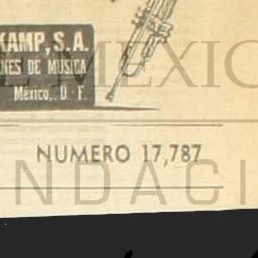 KAMP, S. A.
NES DE MUSICA
México, D. F.
E MEXIC
NUMERO 17,787
NDACI